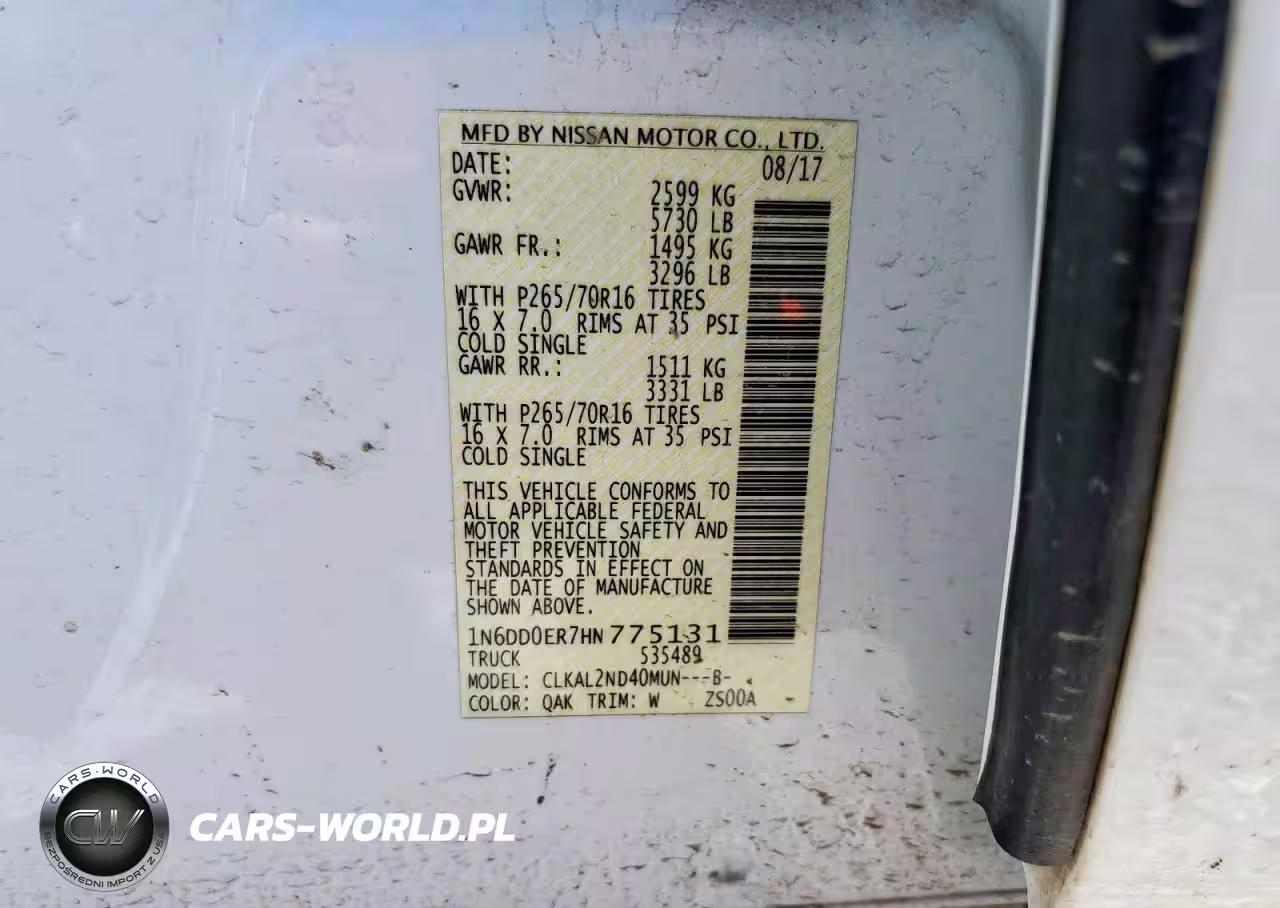 MFD BY NISSAN MOTOR CO., LTD.
DATE: 08/17
GVWR: 2599 KG
5730 LB
GAWR FR.: 1495 KG
3296 LB
WITH P265/70R16 TIRES
16 X 7.0 RIMS AT 35 PSI
COLD SINGLE
GAWR RR.: 1511 KG
3331 LB
WITH P265/70R16 TIRES
16 X 7.0 RIMS AT 35 PSI
COLD SINGLE
THIS VEHICLE CONFORMS TO
ALL APPLICABLE FEDERAL
MOTOR VEHICLE SAFETY AND
THEFT PREVENTION
STANDARDS IN EFFECT ON
THE DATE OF MANUFACTURE
SHOWN ABOVE.
1N6DD0ER7HN775131
TRUCK 535489
MODEL: CLKAL2ND40MUN---B-
COLOR: QAK TRIM: W ZS00A
CARS-WORLD
CW
BEZPOŚREDNI IMPORT Z USA
CARS-WORLD.PL